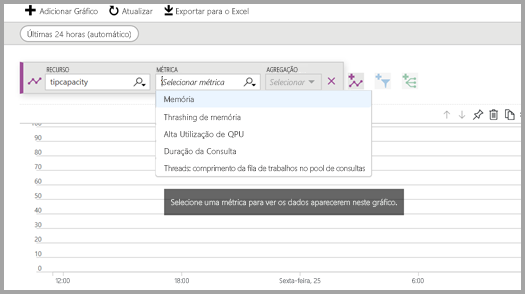 Adicionar Gráfico Atualizar Exportar para o Excel
Últimas 24 horas (automático)
RECURSO MÉTRICA AGREGAÇÃO
tipcapacity Selecionar métrica Selecionar
Memória
Thrashing de memória
Alta Utilização de QPU
Duração da Consulta
Threads: comprimento da fila de trabalhos no pool de consultas
Selecione uma métrica para ver os dados aparecerem neste gráfico.
100
90
80
70
60
50
40
30
20
10
0
12:00 18:00 Sexta-feira, 25 6:00